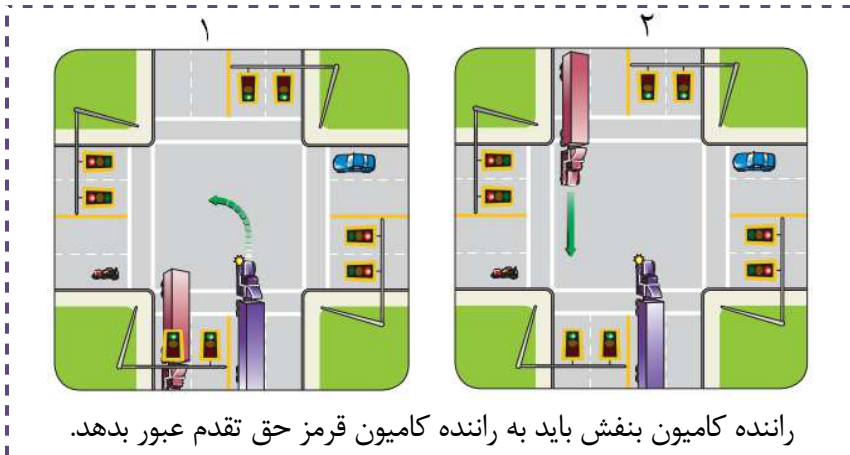 ۱
۲
راننده کامیون بنفش باید به راننده کامیون قرمز حق تقدم عبور بدهد.